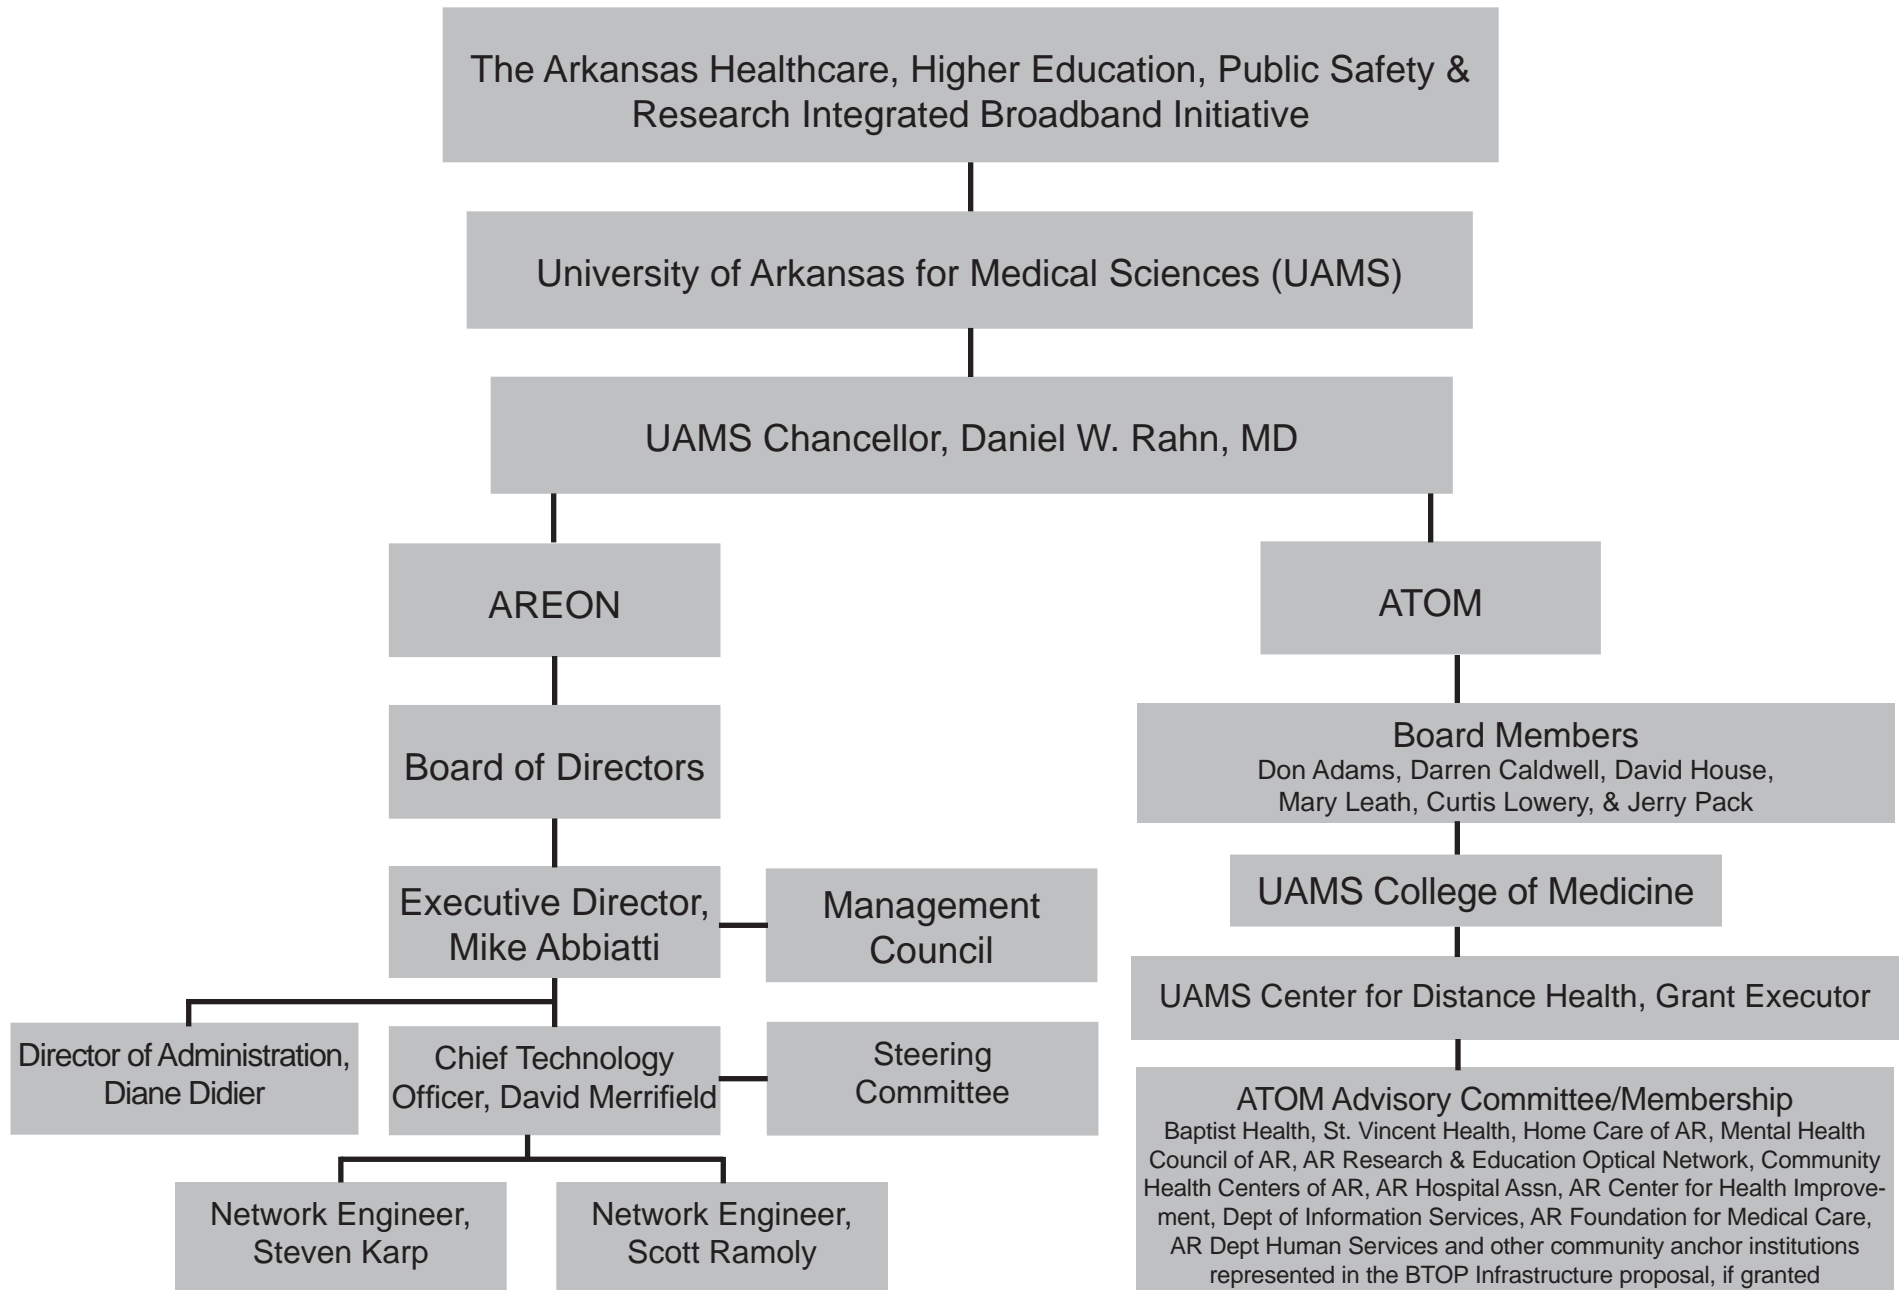 The Arkansas Healthcare, Higher Education, Public Safety &
Research Integrated Broadband Initiative
University of Arkansas for Medical Sciences (UAMS)
UAMS Chancellor, Daniel W. Rahn, MD
AREON
Board of Directors
Executive Director,
Mike Abbiatti
Management
Council
Director of Administration,
Diane Didier
Chief Technology
Officer, David Merrifield
Steering
Committee
Network Engineer,
Steven Karp
Network Engineer,
Scott Ramoly
ATOM
Board Members
Don Adams, Darren Caldwell, David House,
Mary Leath, Curtis Lowery, & Jerry Pack
UAMS College of Medicine
UAMS Center for Distance Health, Grant Executor
ATOM Advisory Committee/Membership
Baptist Health, St. Vincent Health, Home Care of AR, Mental Health
Council of AR, AR Research & Education Optical Network, Community
Health Centers of AR, AR Hospital Assn, AR Center for Health Improve-
ment, Dept of Information Services, AR Foundation for Medical Care,
AR Dept Human Services and other community anchor institutions
represented in the BTOP Infrastructure proposal, if granted